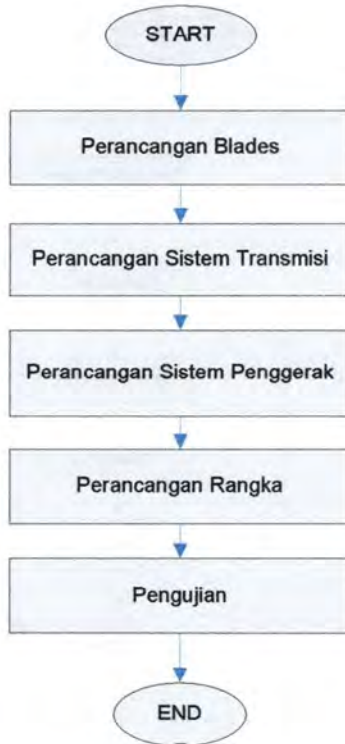 START
Perancangan Blades
Perancangan Sistem Transmisi
Perancangan Sistem Penggerak
Perancangan Rangka
Pengujian
END